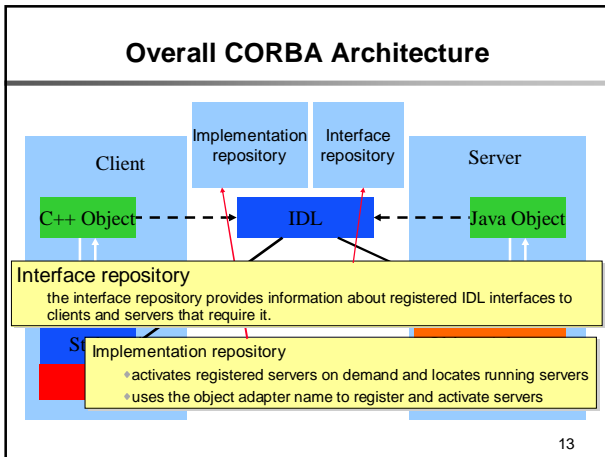 Overall CORBA Architecture
Implementation
repository
Interface
repository
Client
Server
C++ Object
IDL
Java Object
Interface repository
the interface repository provides information about registered IDL interfaces to
clients and servers that require it.
Implementation repository
activates registered servers on demand and locates running servers
uses the object adapter name to register and activate servers
13